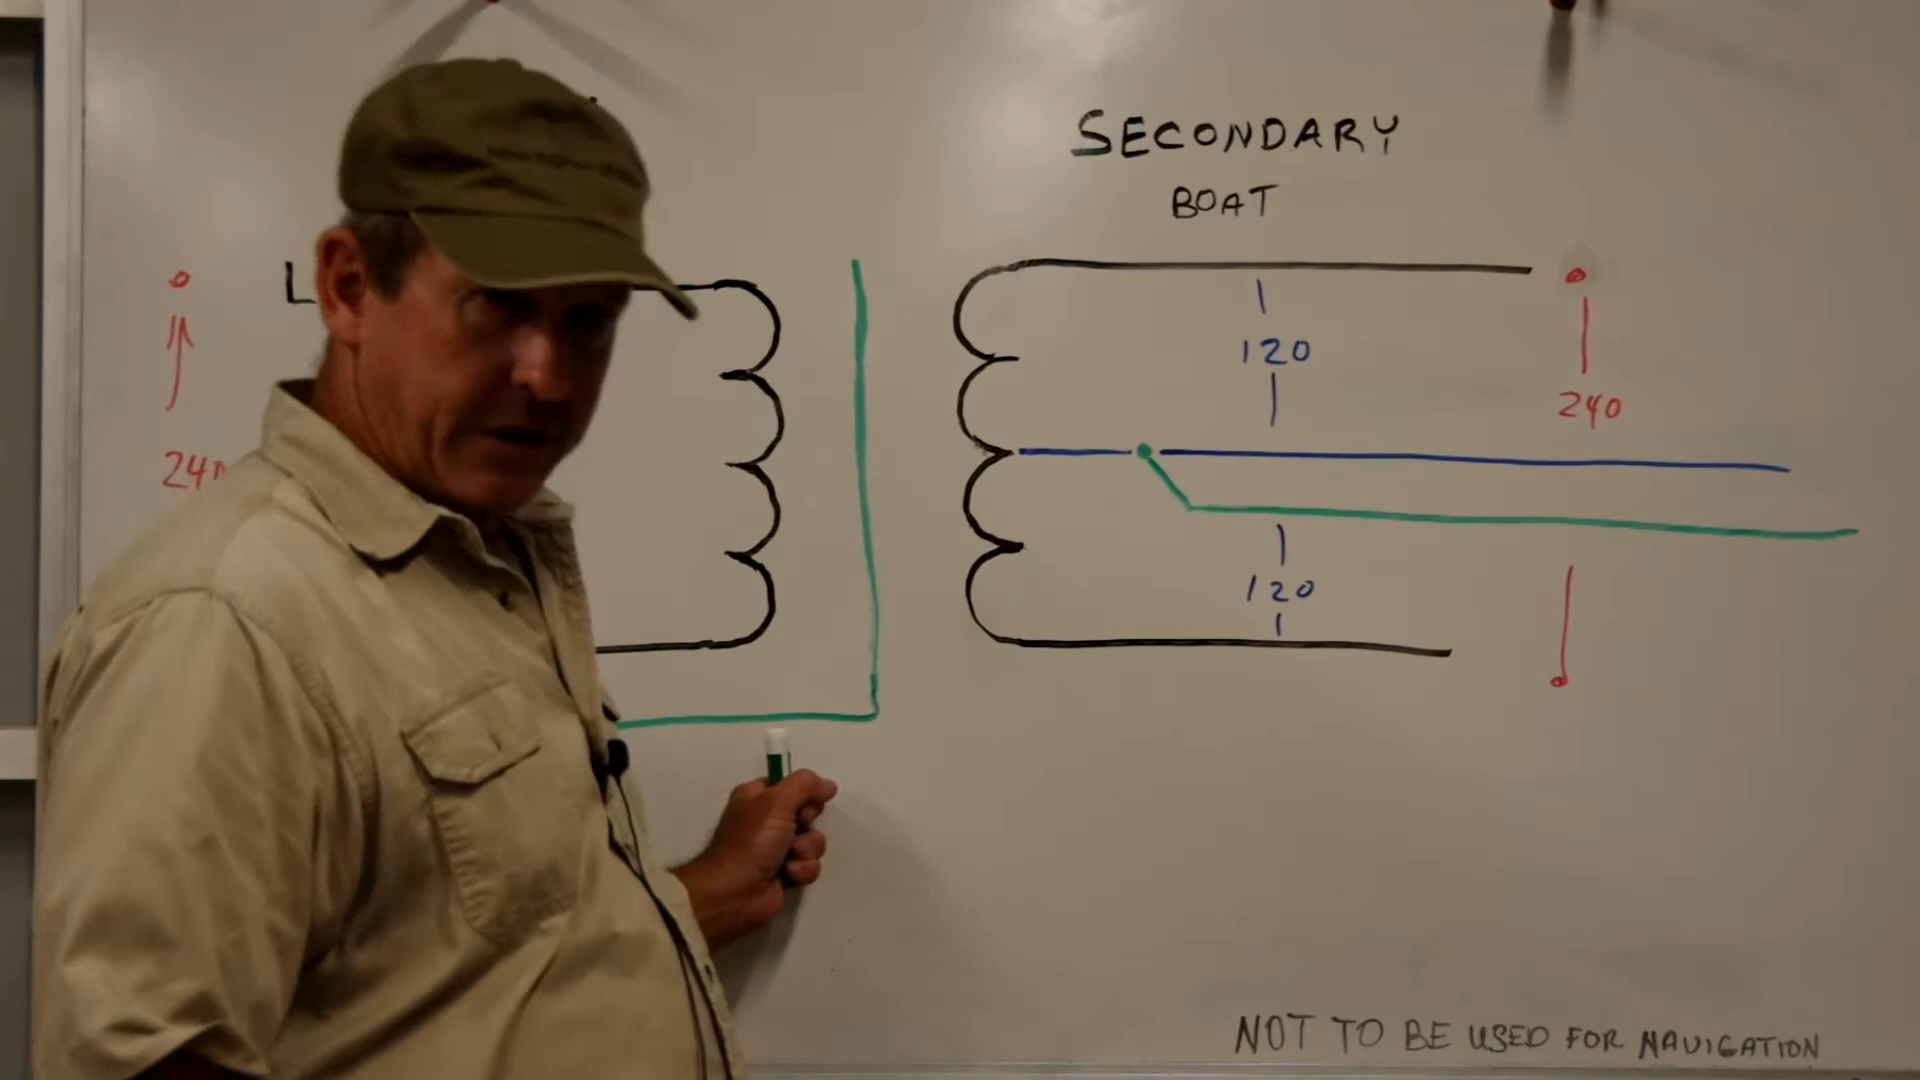 SECONDARY
BOAT
L
120
240
120
NOT TO BE USED FOR NAVIGATION